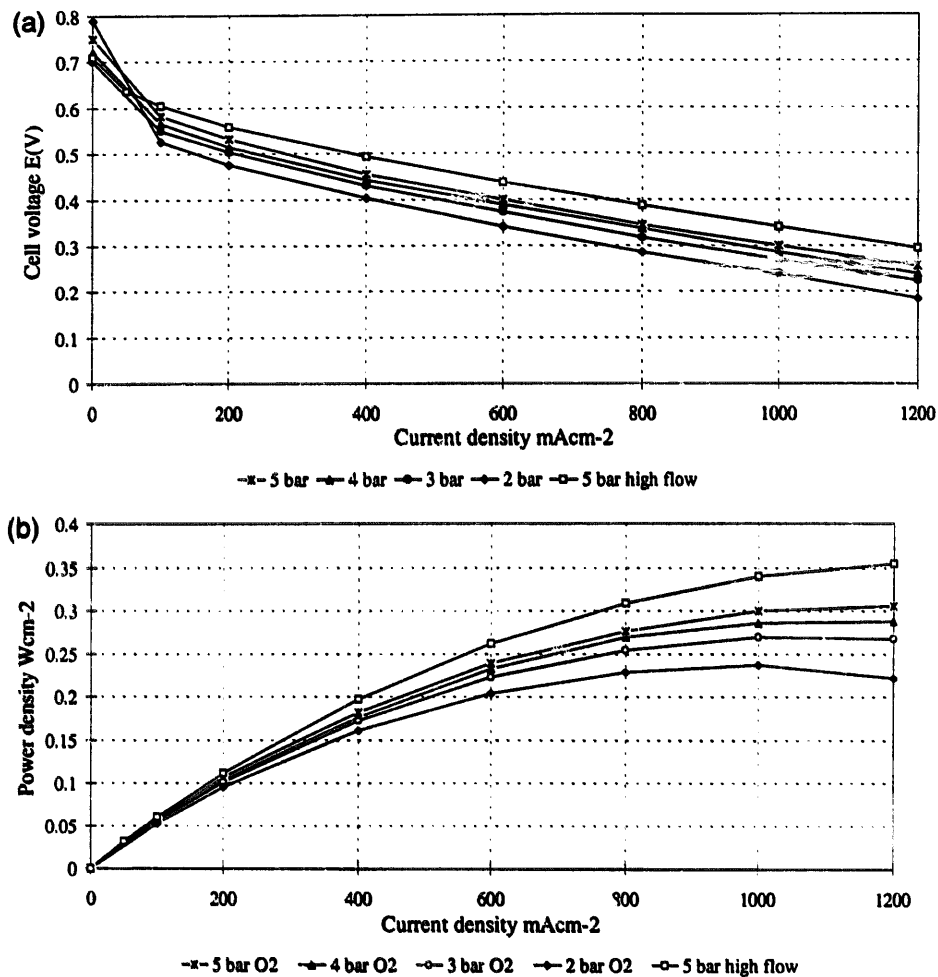 (a)
0.8
0.7
0.6
0.5
0.4
0.3
0.2
0.1
0
Cell voltage E(V)
0 200 400 600 800 1000 1200
Current density mAcm-2
5 bar 4 bar 3 bar 2 bar 5 bar high flow
(b)
0.4
0.35
0.3
0.25
0.2
0.15
0.1
0.05
0
Power density Wcm-2
0 200 400 600 800 1000 1200
Current density mAcm-2
5 bar O2 4 bar O2 3 bar O2 2 bar O2 5 bar high flow